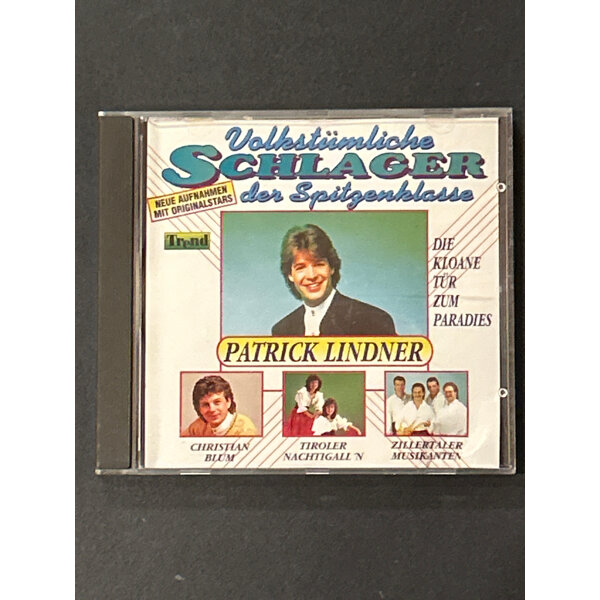 Volkstümliche
SCHLAGER
der Spitzenklasse
NEUE AUFNAHMEN
MIT ORIGINALSTARS
Trend
DIE
KLOANE
TÜR
ZUM
PARADIES
PATRICK LINDNER
CHRISTIAN
BLUM
TIROLER
NACHTIGALL'N
ZILLERTALER
MUSIKANTEN